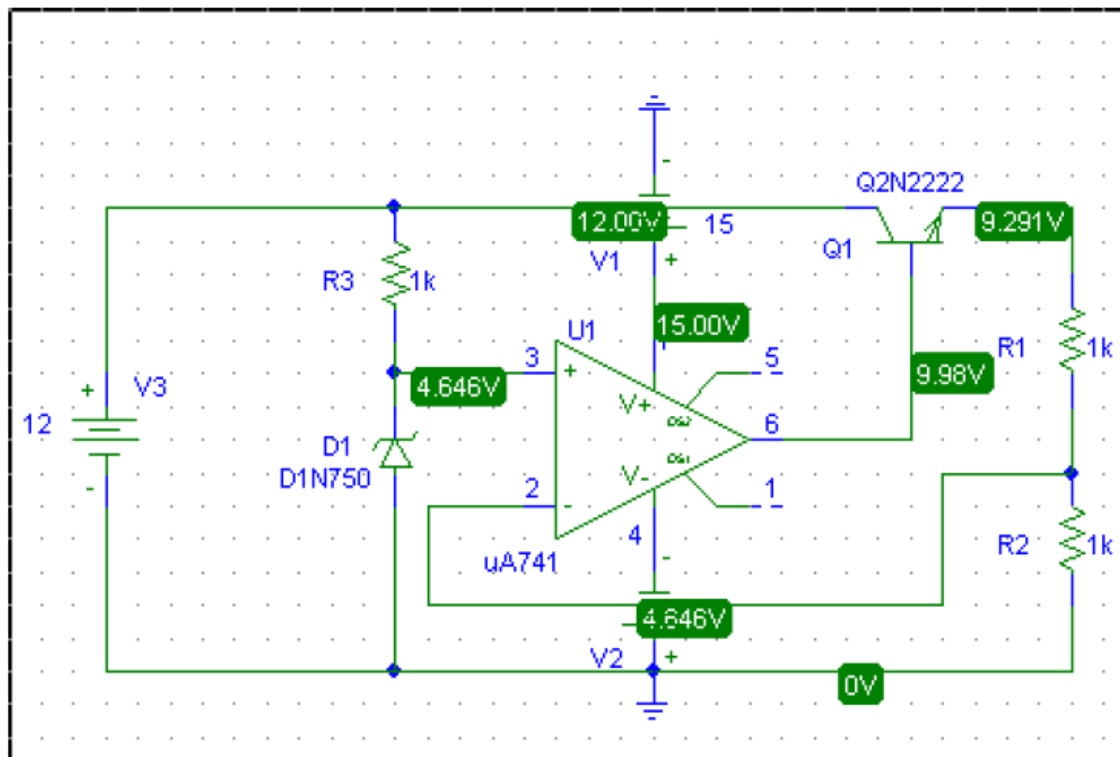 Q2N2222
12.00V
15
9.291V
V1
Q1
R3
1k
15.00V
U1
3
5
R1
1k
+
V3
4.646V
+
V+
9.98V
12
6
D1
D1N750
V-
2
-
1
4
-
R2
1k
uA741
4.646V
V2
+
0V